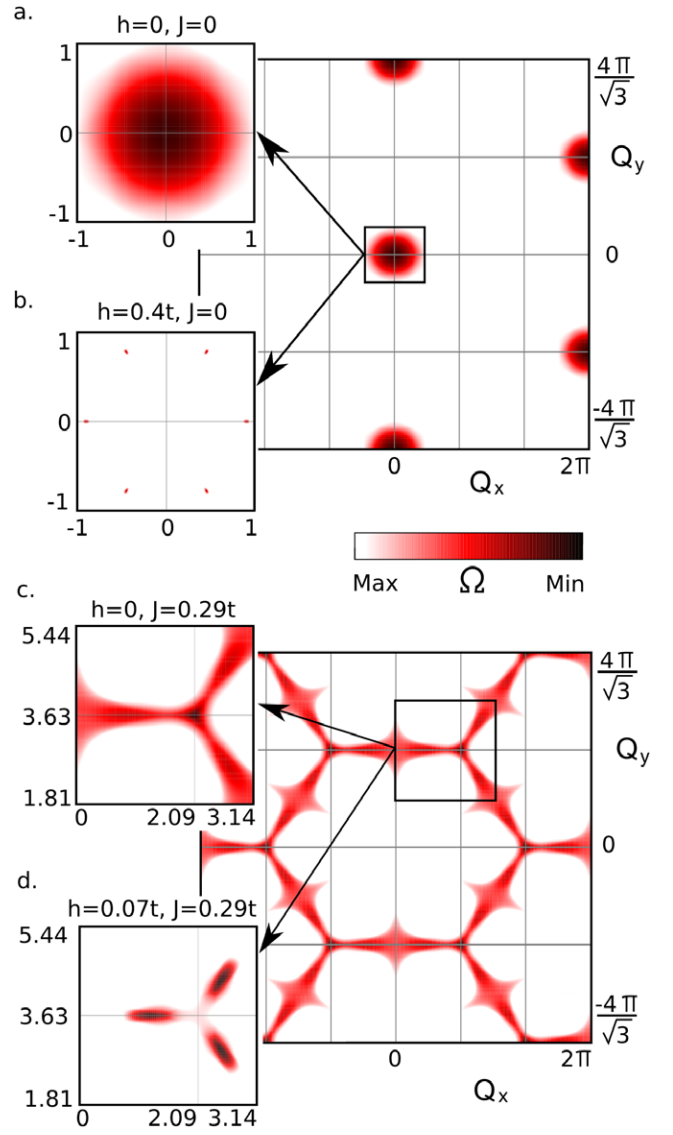 a.
h=0, J=0
1
0
-1
-1 0 1
4π
√3
Qy
0
-4π
√3
0 2π
Qx
b.
h=0.4t, J=0
1
0
-1
-1 0 1
Max Ω Min
c.
h=0, J=0.29t
5.44
3.63
1.81
0 2.09 3.14
4π
√3
Qy
0
-4π
√3
0 2π
Qx
d.
h=0.07t, J=0.29t
5.44
3.63
1.81
0 2.09 3.14